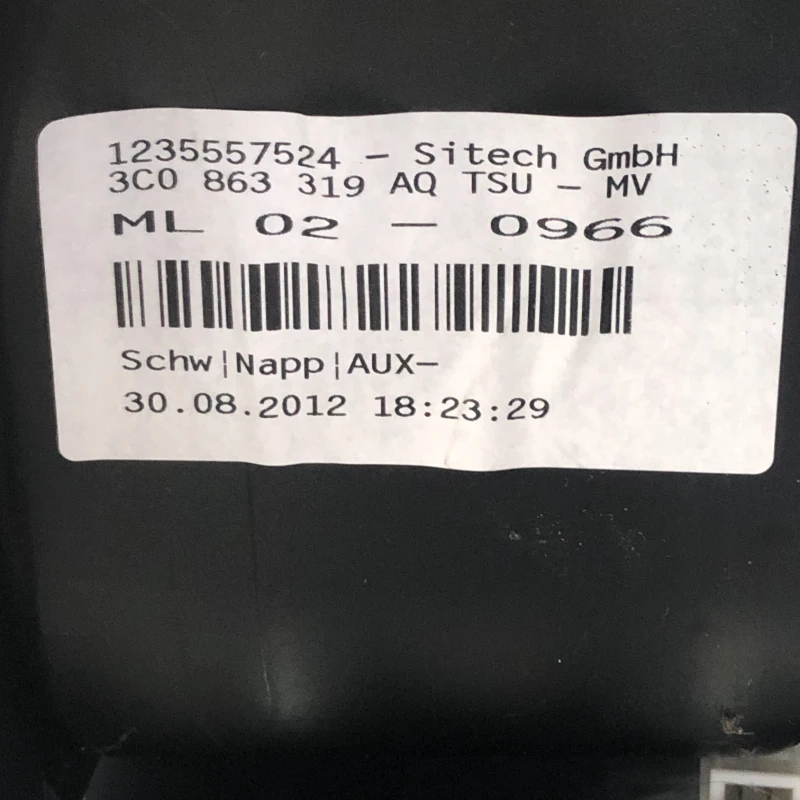 1235557524 – Sitech GmbH
3C0 863 319 AQ TSU – MV
ML 02 – 0966
Schw¦Napp¦AUX–
30.08.2012 18:23:29